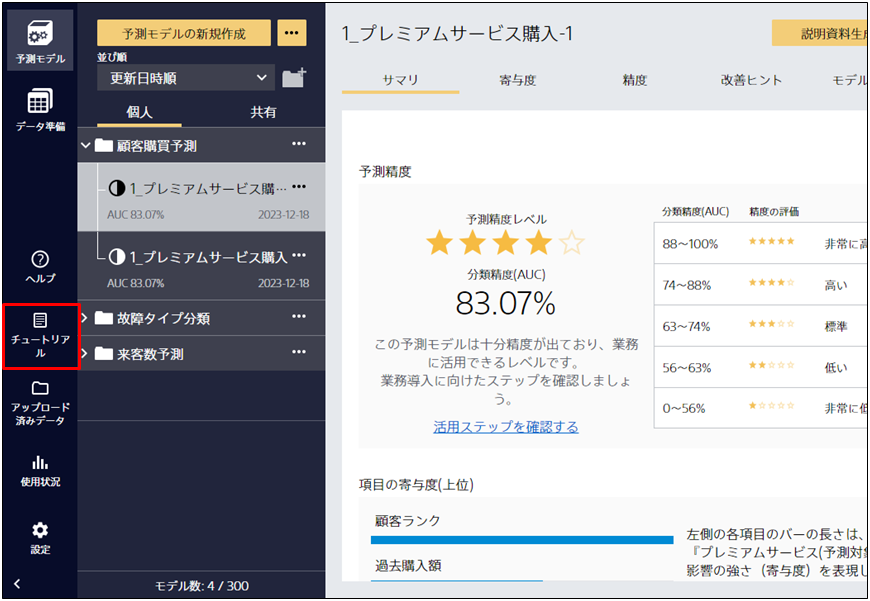 予測モデル
データ準備
ヘルプ
チュートリア
ル
アップロード
済みデータ
使用状況
設定
予測モデルの新規作成
並び順
更新日時順
個人
共有
顧客購買予測
1_プレミアムサービス購…
AUC 83.07%
2023-12-18
1_プレミアムサービス購入
AUC 83.07%
2023-12-18
故障タイプ分類
来客数予測
モデル数: 4 / 300
1_プレミアムサービス購入-1
説明資料生
サマリ
寄与度
精度
改善ヒント
モデル
予測精度
予測精度レベル
分類精度(AUC)
83.07%
この予測モデルは十分精度が出ており、業務
に活用できるレベルです。
業務導入に向けたステップを確認しましょ
う。
活用ステップを確認する
分類精度(AUC) 精度の評価
88～100% ★★★★★ 非常に高
74～88% ★★★★☆ 高い
63～74% ★★★☆☆ 標準
56～63% ★★☆☆☆ 低い
0～56% ★☆☆☆☆ 非常に低
項目の寄与度(上位)
顧客ランク
過去購入額
左側の各項目のバーの長さは、
『プレミアムサービス(予測対象
影響の強さ（寄与度）を表現し